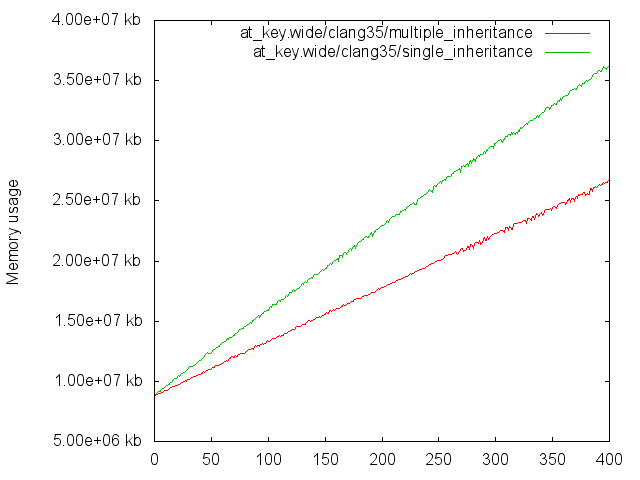 4.00e+07 kb
at_key.wide/clang35/multiple_inheritance
at_key.wide/clang35/single_inheritance
3.50e+07 kb
3.00e+07 kb
2.50e+07 kb
Memory usage
2.00e+07 kb
1.50e+07 kb
1.00e+07 kb
5.00e+06 kb
0 50 100 150 200 250 300 350 400